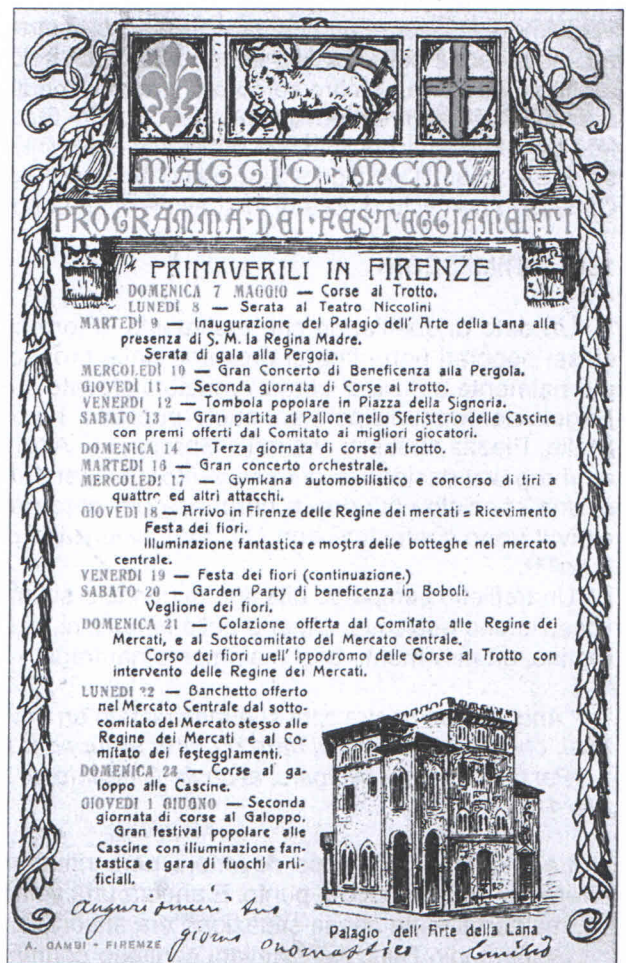 MAGGIO MCMV
PROGRAMMA·DEI·FESTEGGIAMENTI
PRIMAVERILI IN FIRENZE
DOMENICA 7 MAGGIO — Corse al Trotto.
LUNEDÌ 8 — Serata al Teatro Niccolini
MARTEDÌ 9 — Inaugurazione del Palagio dell' Arte della Lana alla
presenza di S. M. la Regina Madre.
Serata di gala alla Pergola.
MERCOLEDÌ 10 — Gran Concerto di Beneficenza alla Pergola.
GIOVEDÌ 11 — Seconda giornata di Corse al trotto.
VENERDÌ 12 — Tombola popolare in Piazza della Signoria.
SABATO 13 — Gran partita al Pallone nello Sferisterio delle Cascine,
con premi offerti dal Comitato ai migliori giocatori.
DOMENICA 14 — Terza giornata di corse al trotto.
MARTEDÌ 16 — Gran concerto orchestrale.
MERCOLEDÌ 17 — Gymkana automobilistico e concorso di tiri a
quattro ed altri attacchi.
GIOVEDÌ 18 — Arrivo in Firenze delle Regine dei mercati a Ricevimento.
Festa dei fiori.
Illuminazione fantastica e mostra delle botteghe nel mercato
centrale.
VENERDÌ 19 — Festa dei fiori (continuazione.)
SABATO 20 — Garden Party di beneficenza in Boboli.
Veglione dei fiori.
DOMENICA 21 — Colazione offerta dal Comitato alle Regine dei
Mercati, e al Sottocomitato del Mercato Centrale.
Corso dei fiori uell' Ippodromo delle Corse al Trotto con
intervento delle Regine dei Mercati.
LUNEDÌ 22 — Banchetto offerto
nel Mercato Centrale dal sotto-
comitato del Mercato stesso alle
Regine dei Mercati e al Co-
mitato dei festeggiamenti.
DOMENICA 28 — Corse al ga-
loppo alle Cascine.
GIOVEDÌ 1 GIUGNO — Seconda
giornata di corse al Galoppo.
Gran festival popolare alle
Cascine con illuminazione fan-
tastica e gara di fuochi arti-
ficiali.
Palagio dell' Arte della Lana
auguri pel tuo
giorno onomastico Emilio
A. GAMBI - FIREMZE